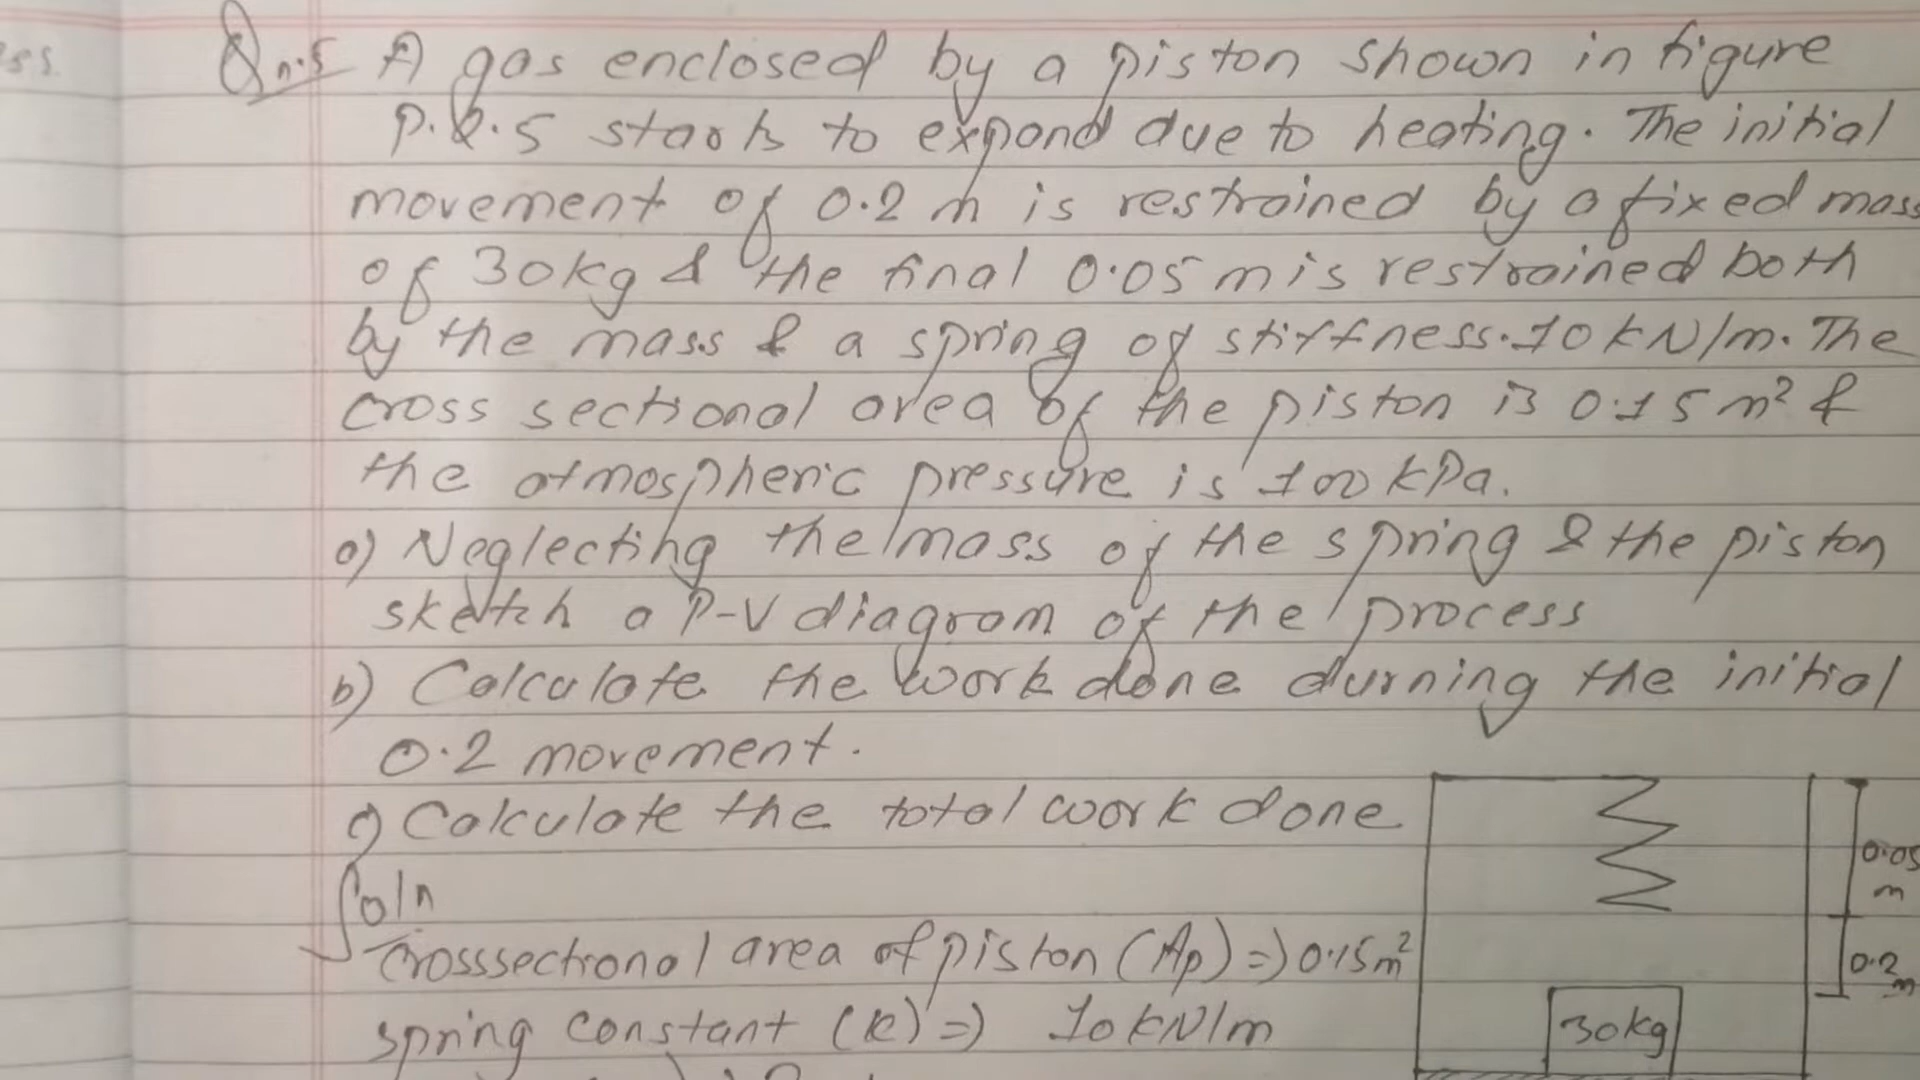 ess.
Qn.5 A gas enclosed by a piston shown in figure
P.Q.5 starts to expand due to heating. The initial
movement of 0.2 m is restrained by a fixed mass
of 30kg & the final 0.05 m is restrained both
by the mass & a spring of stiffness.10 kN/m. The
cross sectional area of the piston is 0.15 m² &
the atmospheric pressure is 100 kPa.
a) Neglecting the mass of the spring & the piston
sketch a P-V diagram of the process
b) Calculate the work done durning the initial
0.2 movement.
c) Calculate the total work done
Soln
Crosssectional area of piston (Ap) => 0.15m²
spring constant (k) => 10 kN/m
0.05
m
0.2
m
30kg